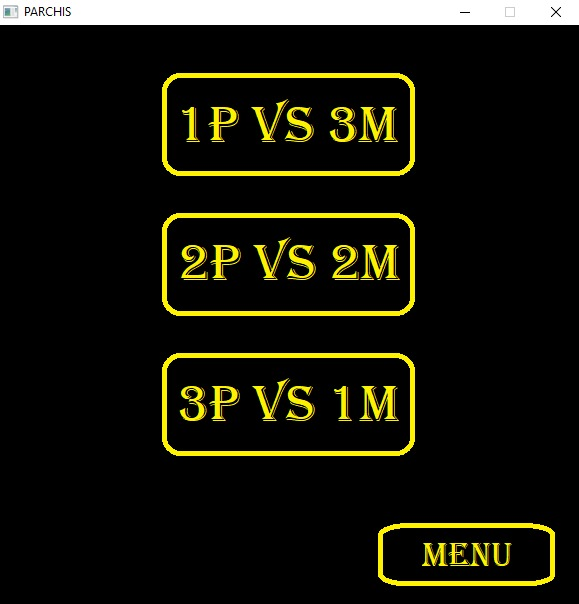 PARCHIS
1P VS 3M
2P VS 2M
3P VS 1M
MENU